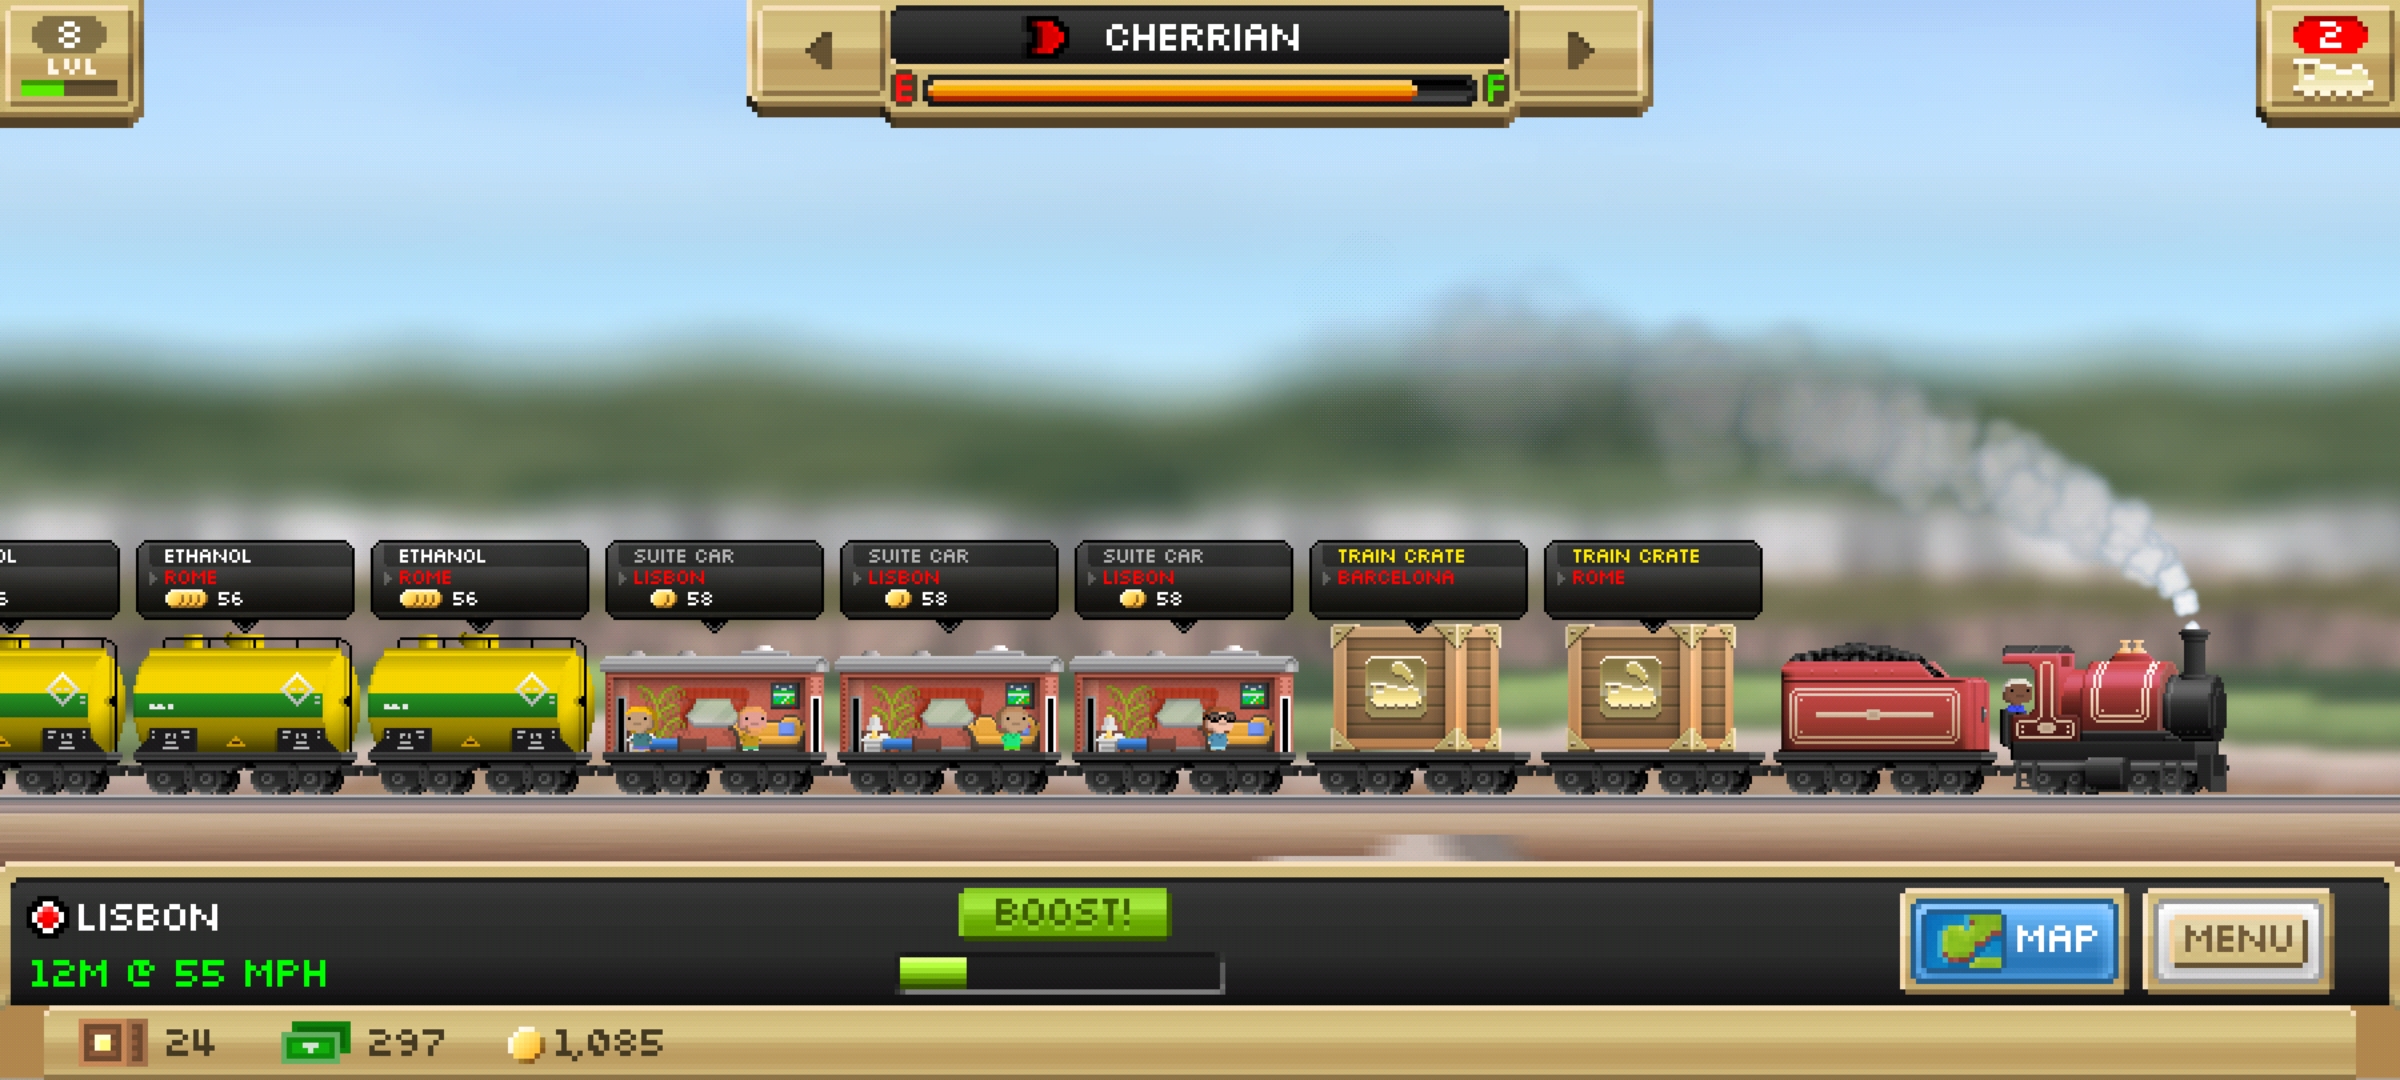 8
LVL
CHERRIAN
E F
2
OL
ETHANOL
ROME
56
ETHANOL
ROME
56
SUITE CAR
LISBON
58
SUITE CAR
LISBON
58
SUITE CAR
LISBON
58
TRAIN CRATE
BARCELONA
TRAIN CRATE
ROME
LISBON
12M @ 55 MPH
BOOST!
MAP
MENU
24
297
1,085